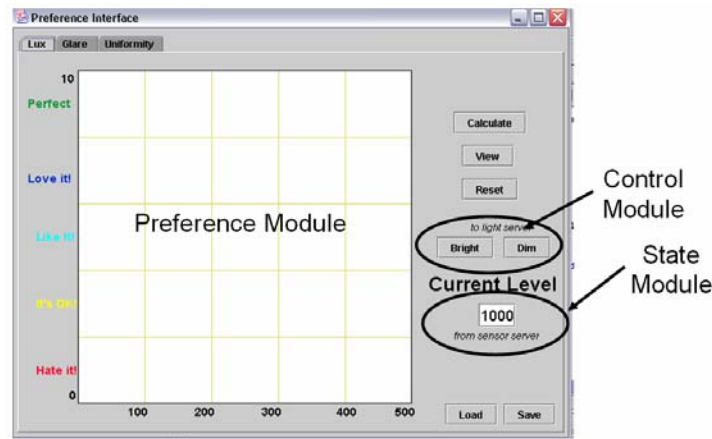 Preference Interface
Lux Glare Uniformity
10
Perfect
Love it!
Like it!
It's OK!
Hate it!
0
100 200 300 400 500
Preference Module
Calculate
View
Reset
to light server
Bright Dim
Current Level
1000
from sensor server
Load Save
Control
Module
State
Module